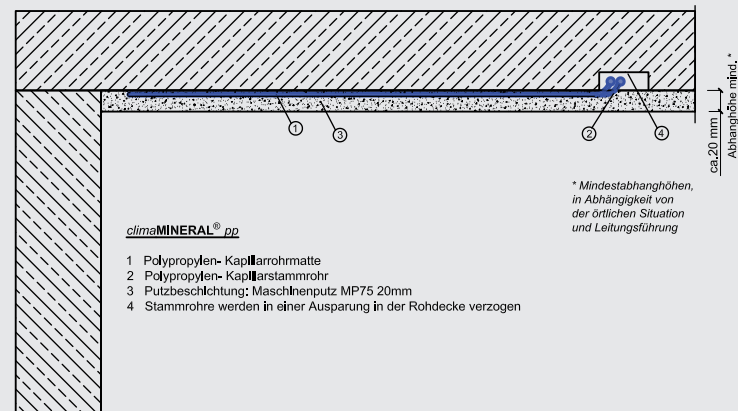 1
3
2
4
ca.20 mm
Abhanghöhe mind. *
* Mindestabhanghöhen,
in Abhängigkeit von
der örtlichen Situation
und Leitungsführung
climaMINERAL® pp
1 Polypropylen- Kapillarrohrmatte
2 Polypropylen- Kapillarstammrohr
3 Putzbeschichtung: Maschinenputz MP75 20mm
4 Stammrohre werden in einer Ausparung in der Rohdecke verzogen